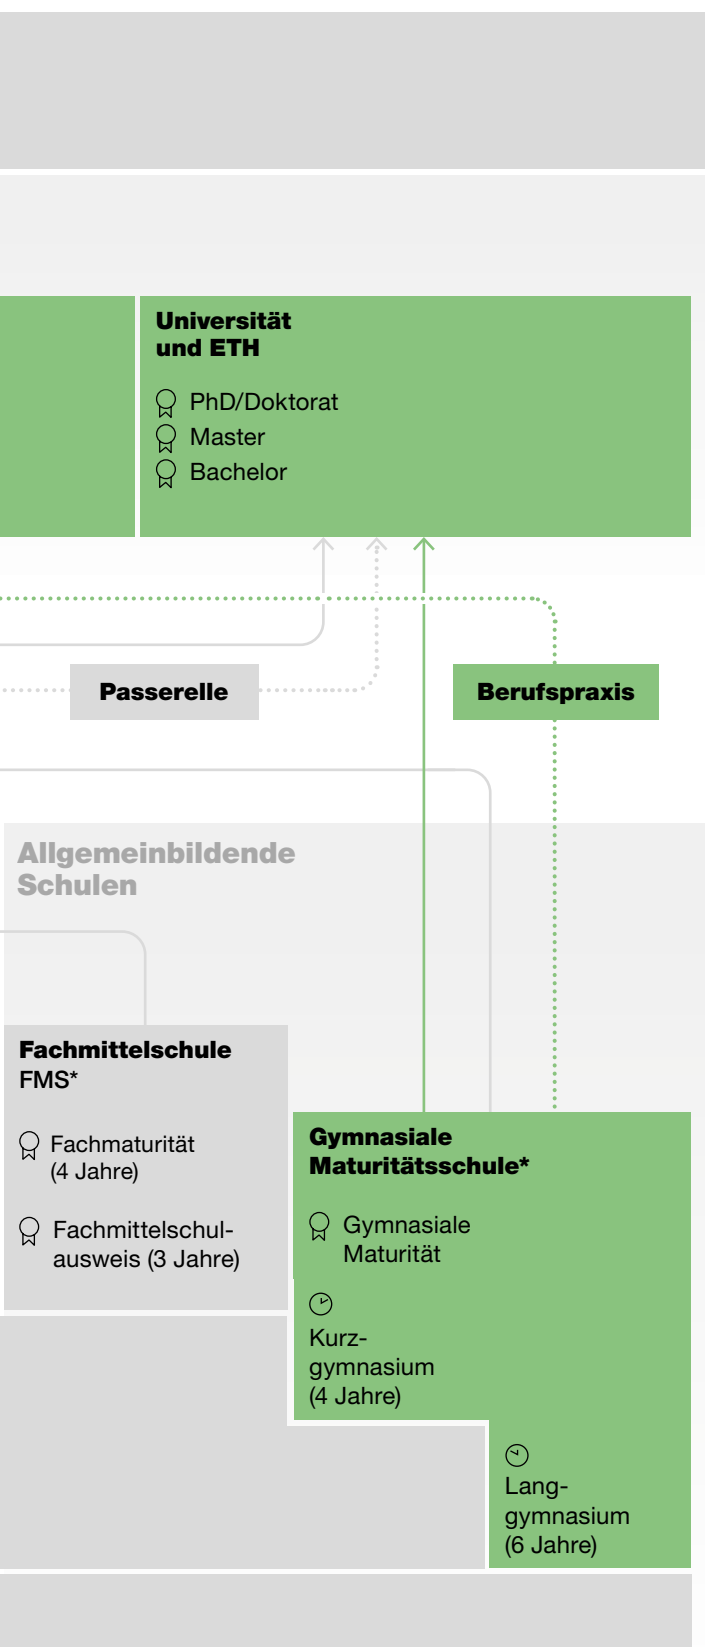 Universität
und ETH
PhD/Doktorat
Master
Bachelor
Passerelle
Berufspraxis
Allgemeinbildende
Schulen
Fachmittelschule
FMS*
Fachmaturität
(4 Jahre)
Fachmittelschul-
ausweis (3 Jahre)
Gymnasiale
Maturitätsschule*
Gymnasiale
Maturität
Kurz-
gymnasium
(4 Jahre)
Lang-
gymnasium
(6 Jahre)